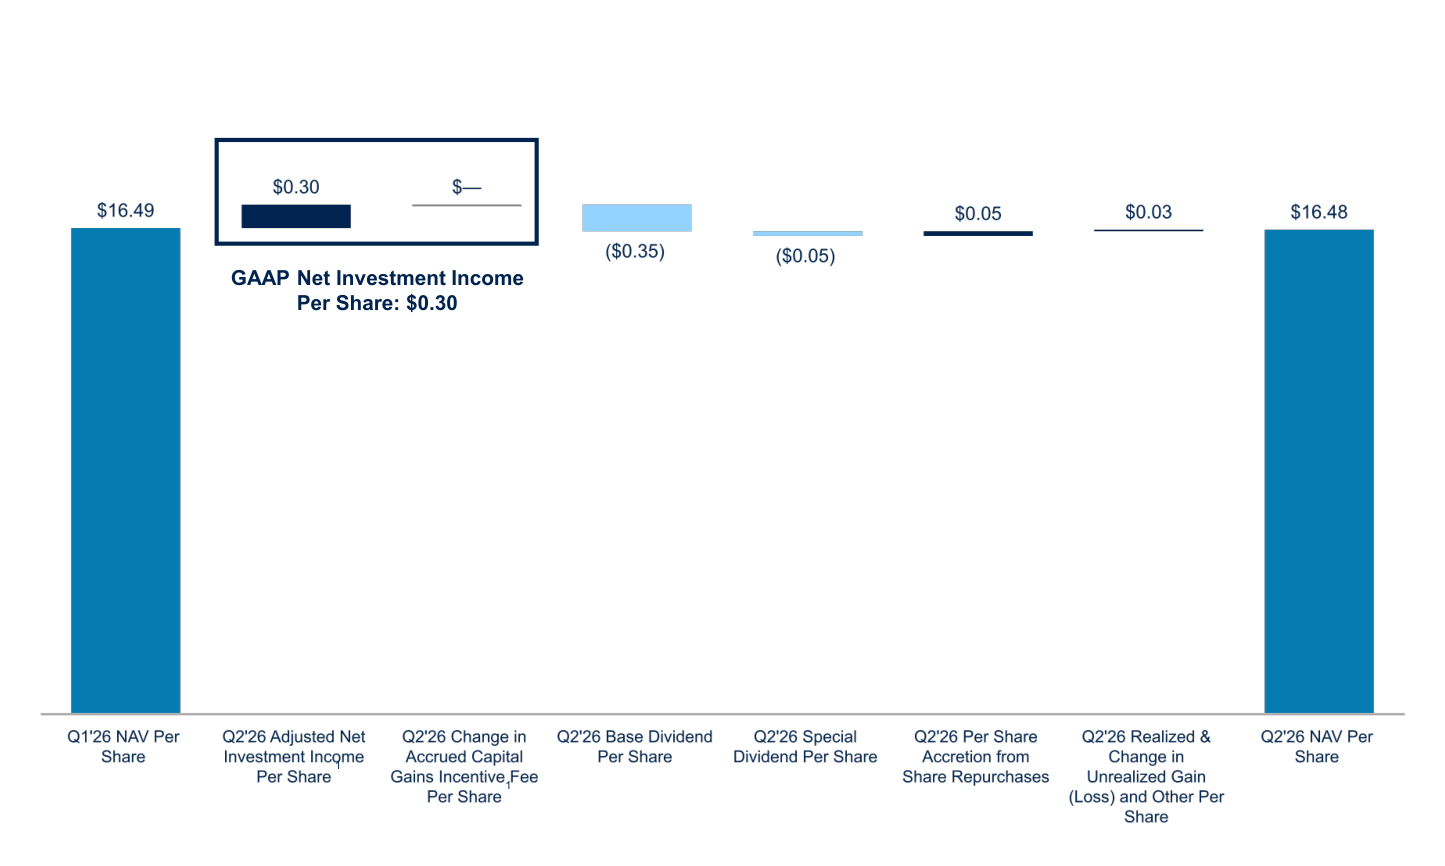 $16.49
$0.30
$—
($0.35)
($0.05)
$0.05
$0.03
$16.48
GAAP Net Investment Income
Per Share: $0.30
Q1'26 NAV Per
Share
Q2'26 Adjusted Net
Investment Income
Per Share1
Q2'26 Change in
Accrued Capital
Gains Incentive Fee
Per Share1
Q2'26 Base Dividend
Per Share
Q2'26 Special
Dividend Per Share
Q2'26 Per Share
Accretion from
Share Repurchases
Q2'26 Realized &
Change in
Unrealized Gain
(Loss) and Other Per
Share
Q2'26 NAV Per
Share